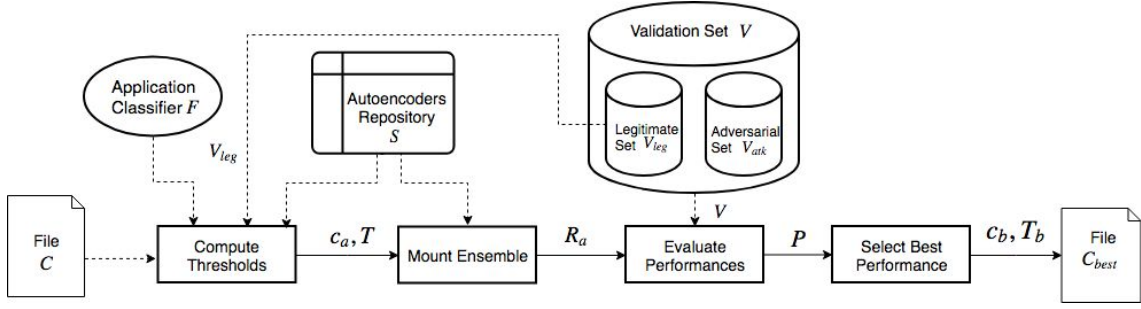 Validation Set V
Application
Classifier F
Autoencoders
Repository
S
Legitimate
Set V_leg
Adversarial
Set V_atk
V_leg
V
File
C
Compute
Thresholds
c_a, T
Mount Ensemble
R_a
Evaluate
Performances
P
Select Best
Performance
c_b, T_b
File
C_best